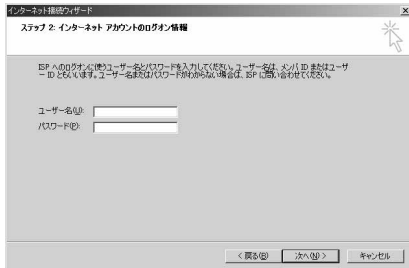 インターネット接続ウィザード
ステップ 2: インターネット アカウントのログオン情報
ISP へのログオンに使うユーザー名とパスワードを入力してください。ユーザー名は、メンバ ID またはユーザ
ー ID ともいいます。ユーザー名またはパスワードがわからない場合は、ISP に問い合わせてください。
ユーザー名(U):
パスワード(P):
< 戻る(B)
次へ(N) >
キャンセル